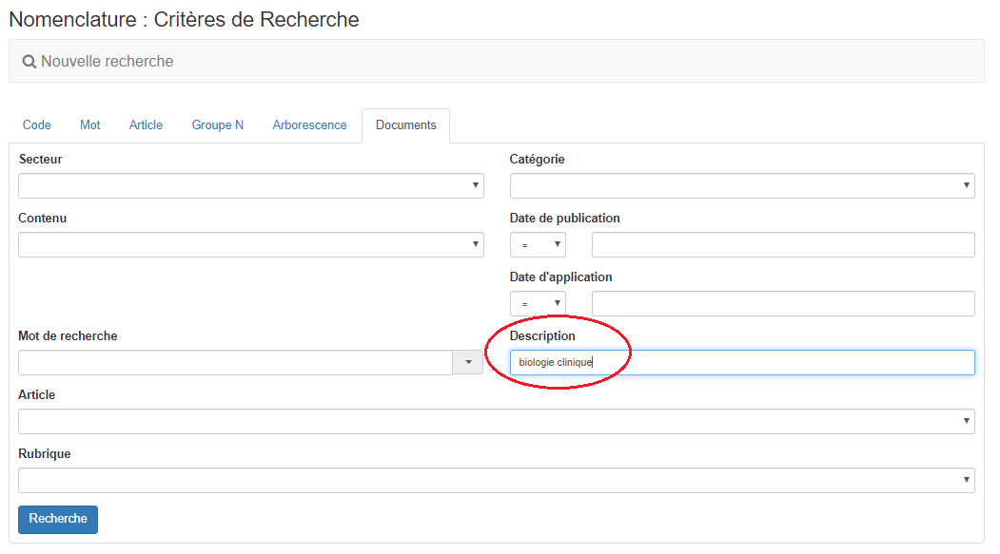 Nomenclature : Critères de Recherche
Nouvelle recherche
Code Mot Article Groupe N Arborescence Documents
Secteur Catégorie
Contenu Date de publication
=
Date d'application
=
Mot de recherche Description
biologie clinique
Article
Rubrique
Recherche